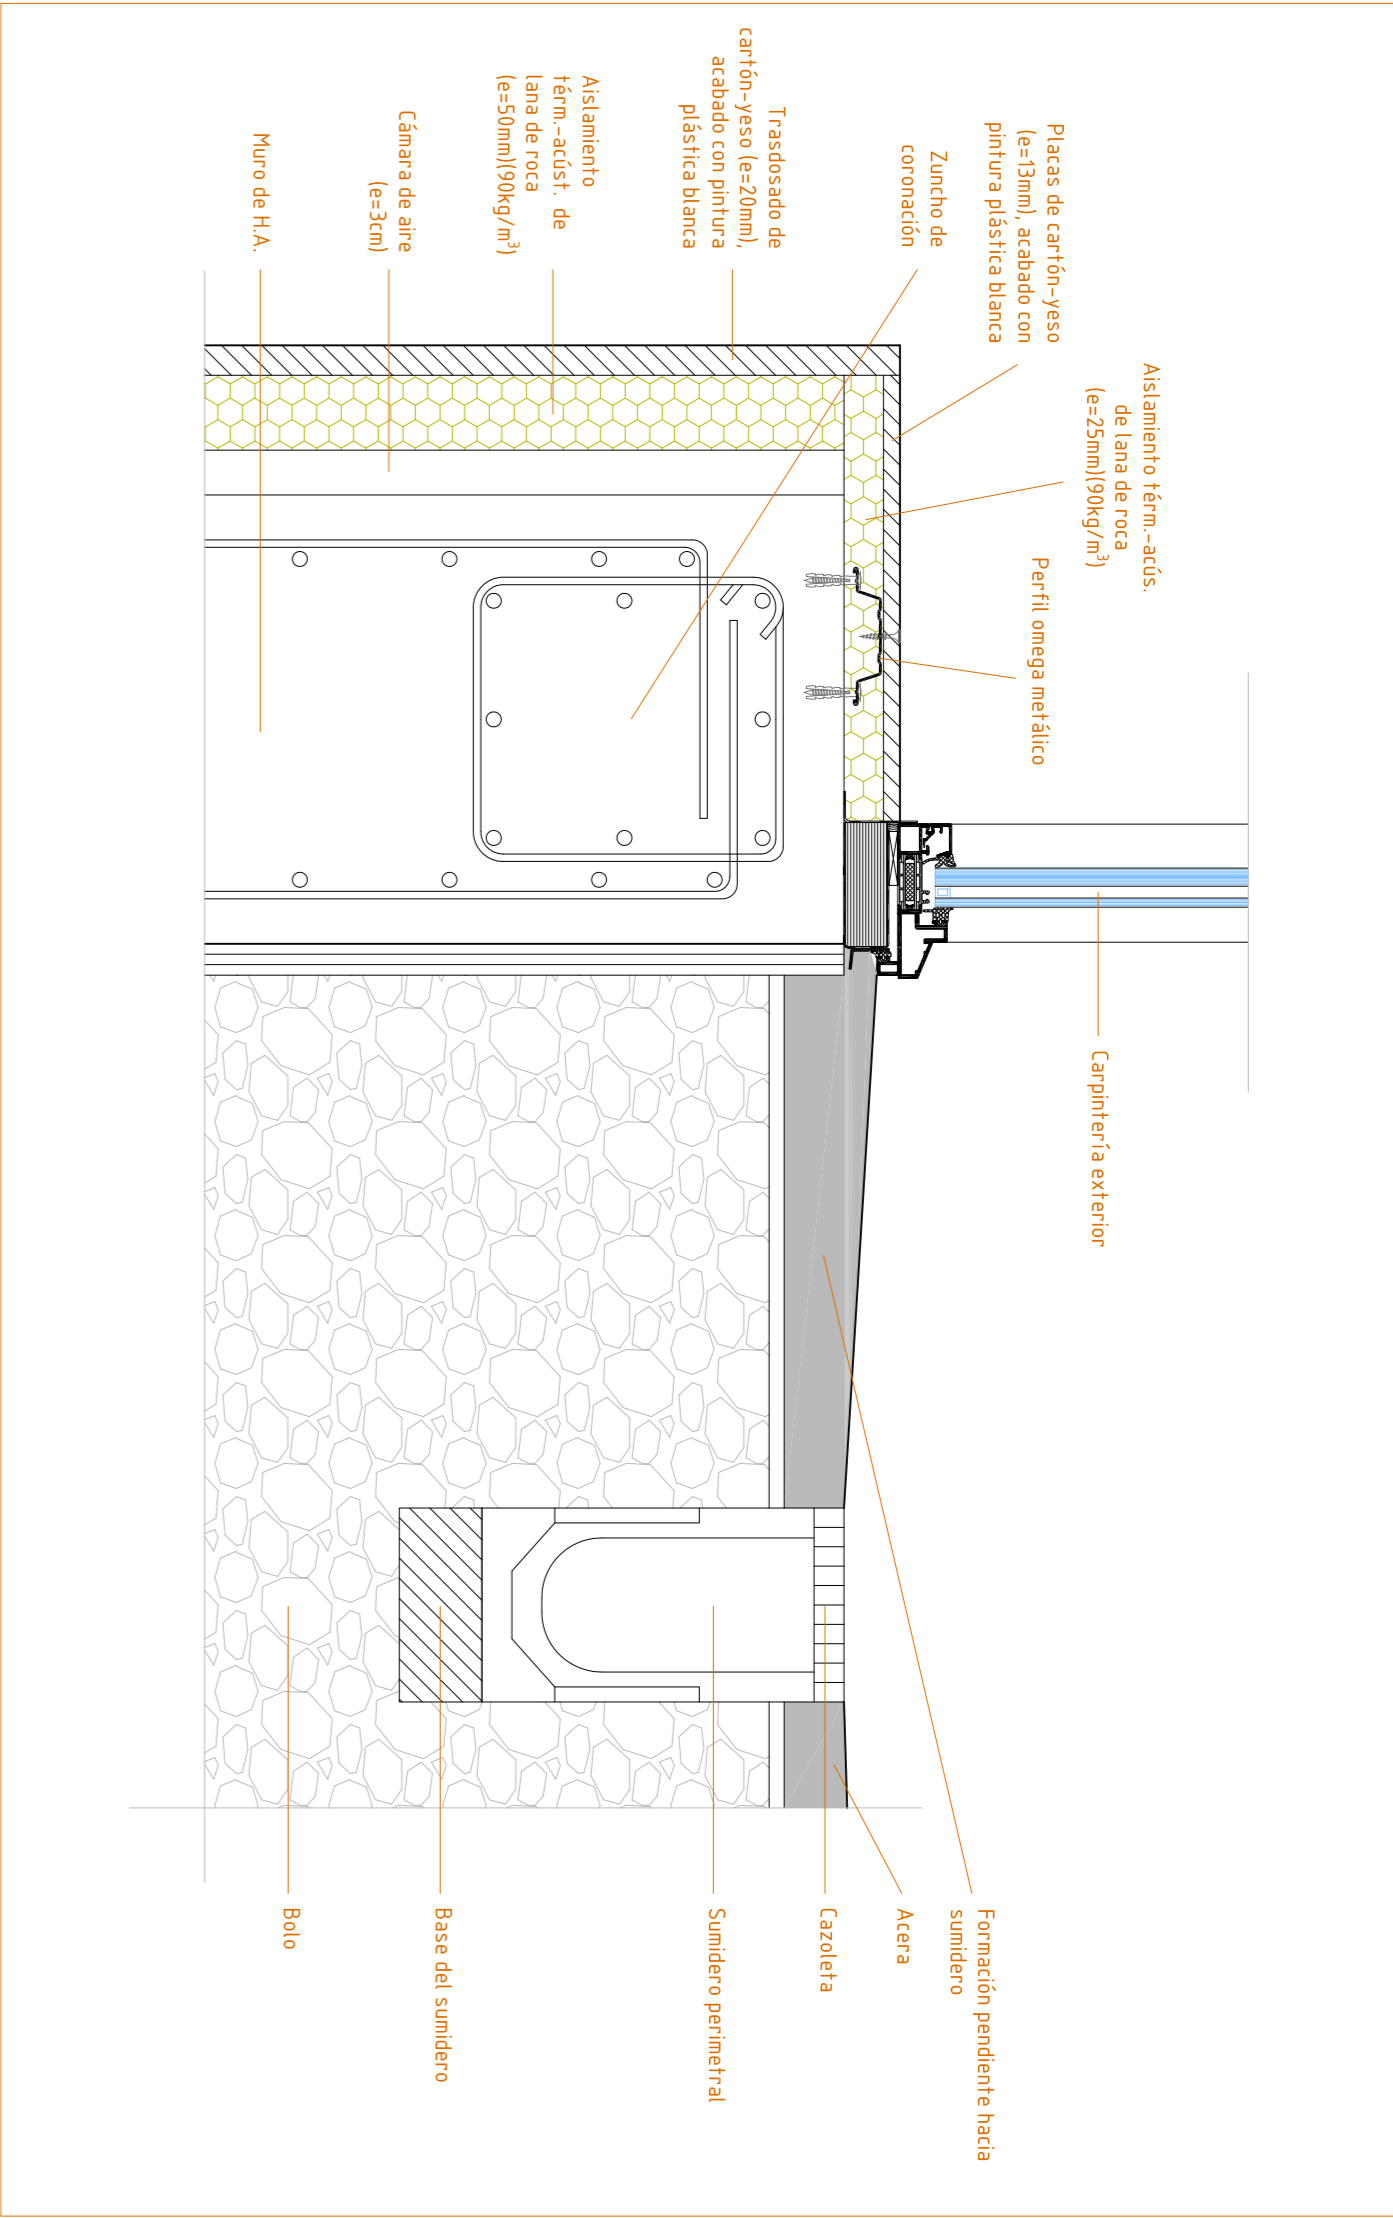 Trasdosado de
cartón-yeso (e=20mm),
acabado con pintura
plástica blanca
Aislamiento
térm.-acúst. de
lana de roca
(e=50mm)(90kg/m³)
Cámara de aire
(e=3cm)
Muro de H.A.
Placas de cartón-yeso
(e=13mm), acabado con
pintura plástica blanca
Zuncho de
coronación
Aislamiento térm.-acús.
de lana de roca
(e=25mm)(90kg/m³)
Perfil omega metálico
Carpintería exterior
Formación pendiente hacia
sumidero
Acera
Cazoleta
Sumidero perimetral
Base del sumidero
Bolo